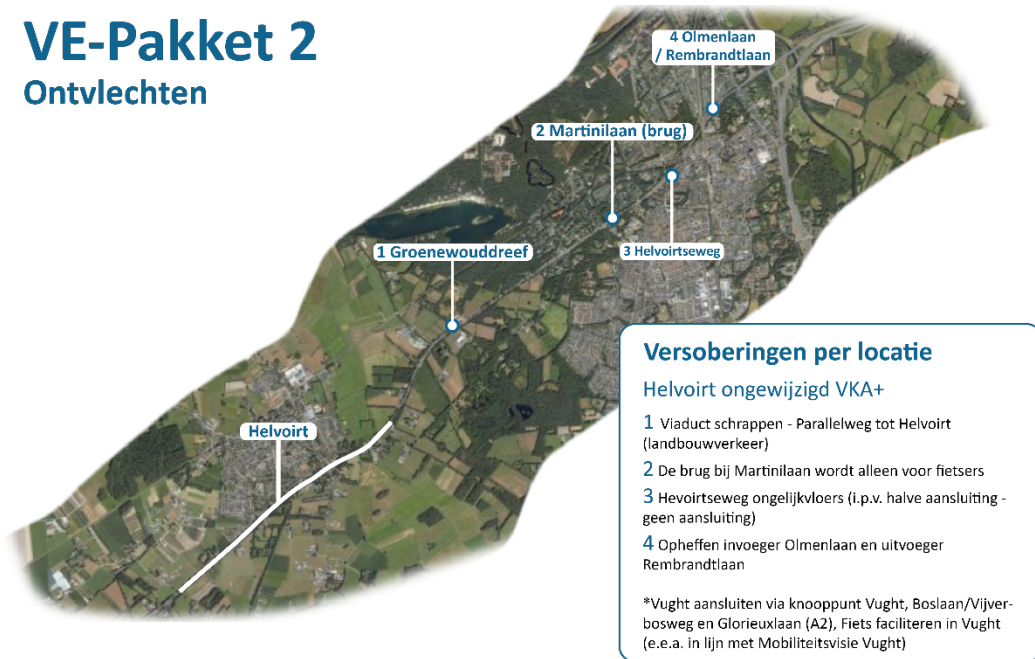 VE-Pakket 2
Ontvlechten
4 Olmenlaan
/ Rembrandtlaan
2 Martinilaan (brug)
3 Helvoirtseweg
1 Groenewouddreef
Helvoirt
Versoberingen per locatie
Helvoirt ongewijzigd VKA+
1 Viaduct schrappen - Parallelweg tot Helvoirt
(landbouwverkeer)
2 De brug bij Martinilaan wordt alleen voor fietsers
3 Hevoirtseweg ongelijkvloers (i.p.v. halve aansluiting -
geen aansluiting)
4 Opheffen invoeger Olmenlaan en uitvoeger
Rembrandtlaan
*Vught aansluiten via knooppunt Vught, Boslaan/Vijver-
bosweg en Glorieuxlaan (A2), Fiets faciliteren in Vught
(e.e.a. in lijn met Mobiliteitsvisie Vught)